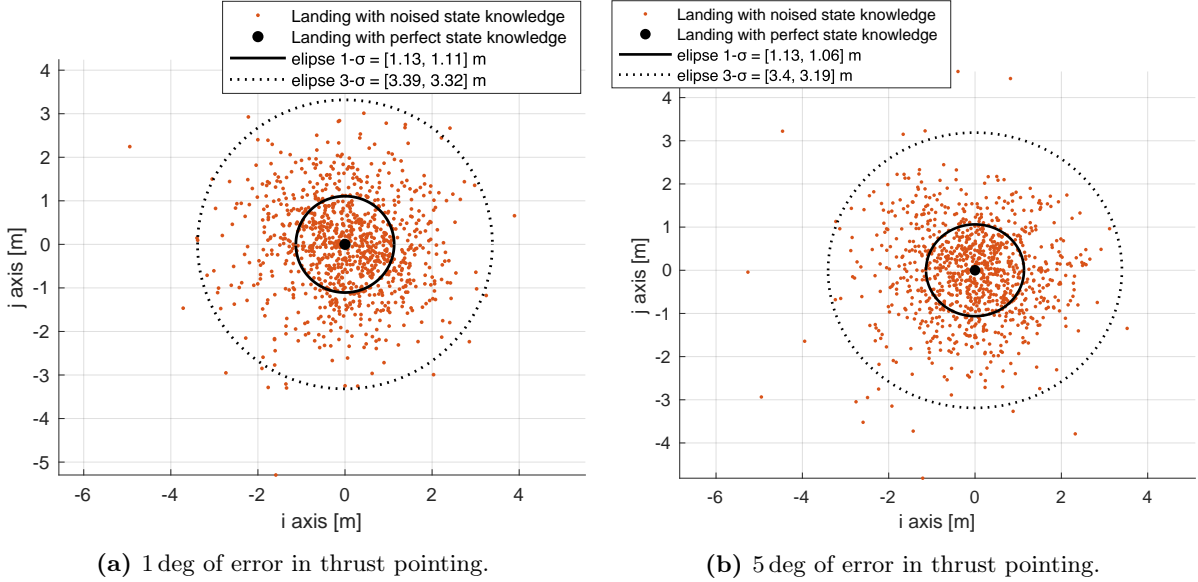 Landing with noised state knowledge
Landing with perfect state knowledge
elipse 1-σ = [1.13, 1.11] m
elipse 3-σ = [3.39, 3.32] m
4
3
2
1
0
-1
-2
-3
-4
-5
j axis [m]
-6
-4
-2
0
2
4
i axis [m]
(a) 1 deg of error in thrust pointing.
Landing with noised state knowledge
Landing with perfect state knowledge
elipse 1-σ = [1.13, 1.06] m
elipse 3-σ = [3.4, 3.19] m
4
3
2
1
0
-1
-2
-3
-4
j axis [m]
-6
-4
-2
0
2
4
i axis [m]
(b) 5 deg of error in thrust pointing.